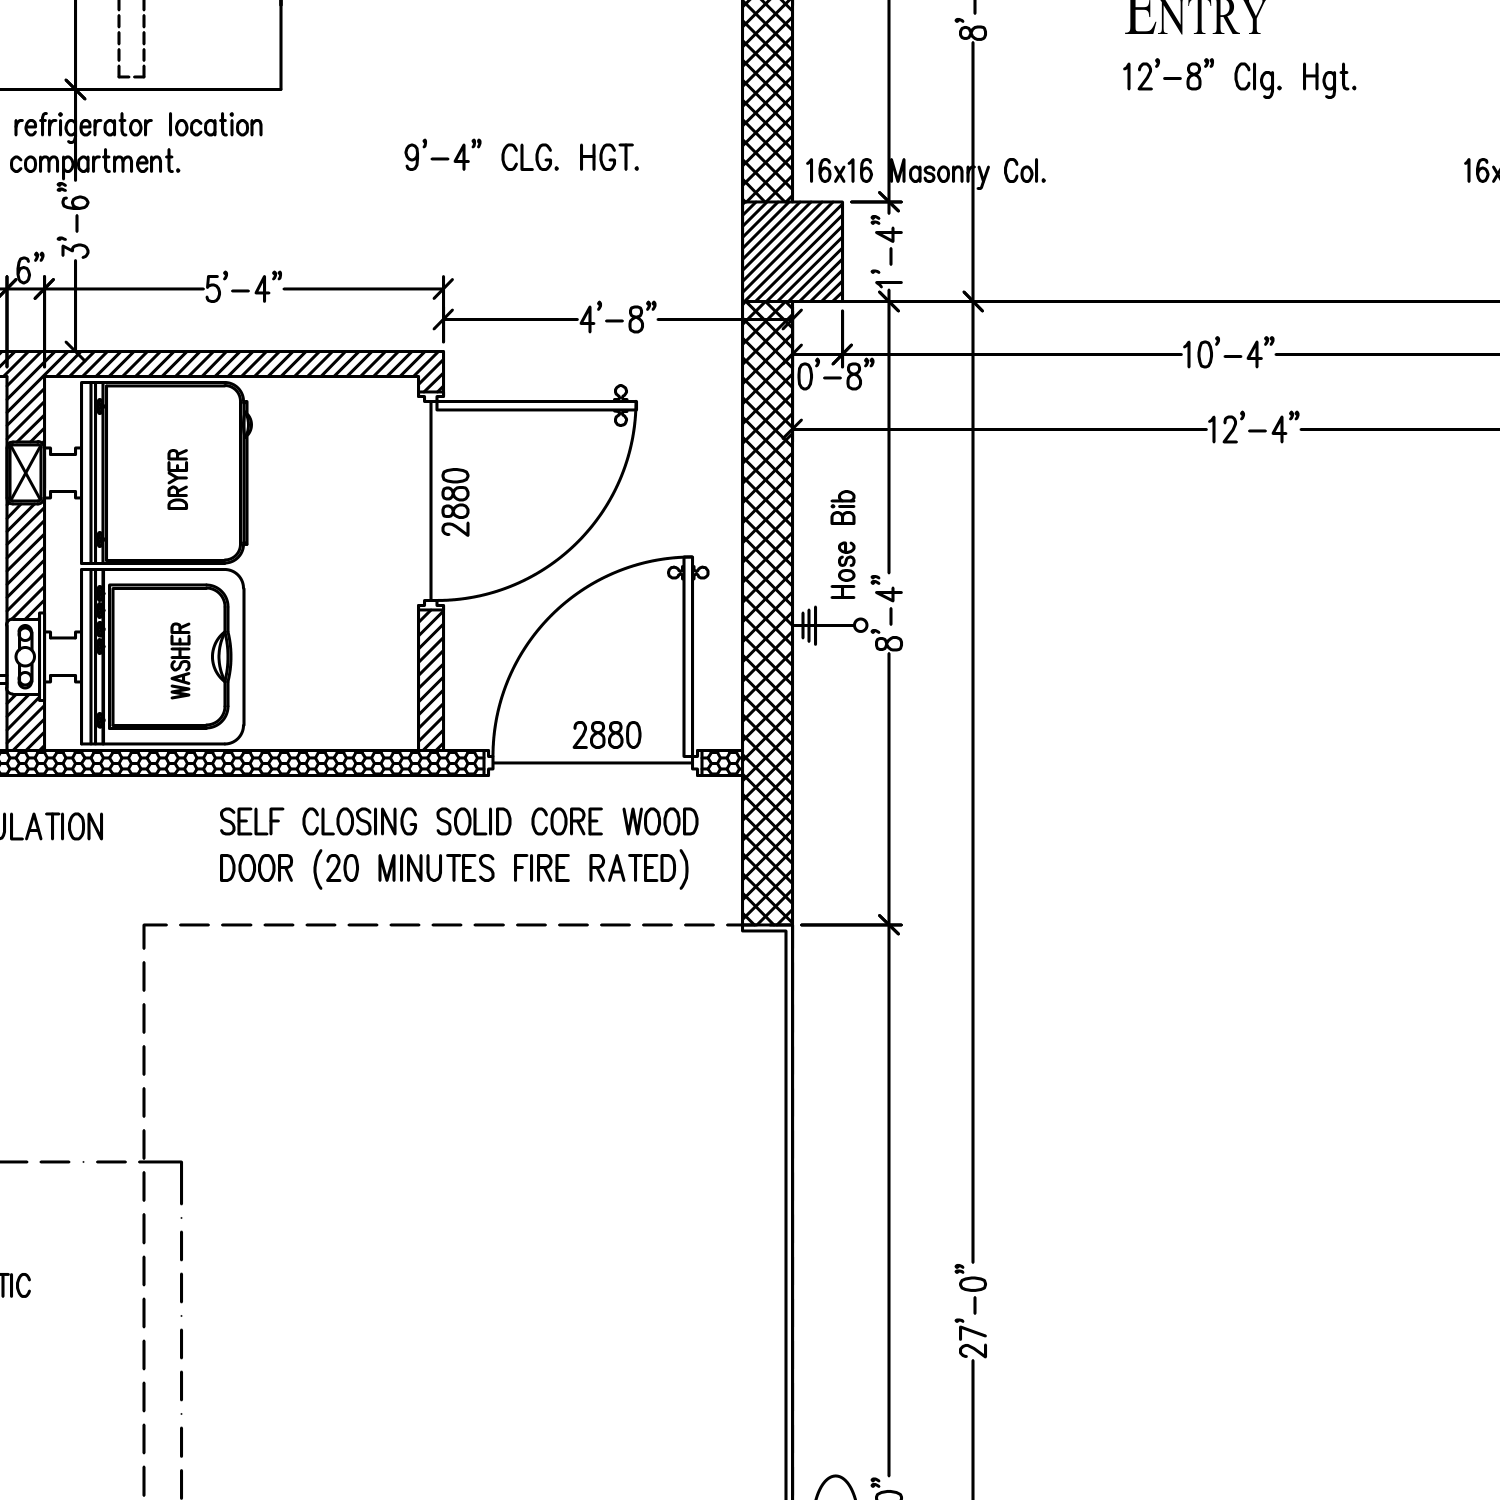 ENTRY
12'-8" Clg. Hgt.
8'-
refrigerator location
compartment.
9'-4" CLG. HGT.
16x16 Masonry Col.
16x
3'-6"
1'-4"
6"
5'-4"
4'-8"
10'-4"
0'-8"
12'-4"
DRYER
2880
Hose Bib
8'-4"
WASHER
2880
ULATION
SELF CLOSING SOLID CORE WOOD
DOOR (20 MINUTES FIRE RATED)
TIC
27'-0"
0"